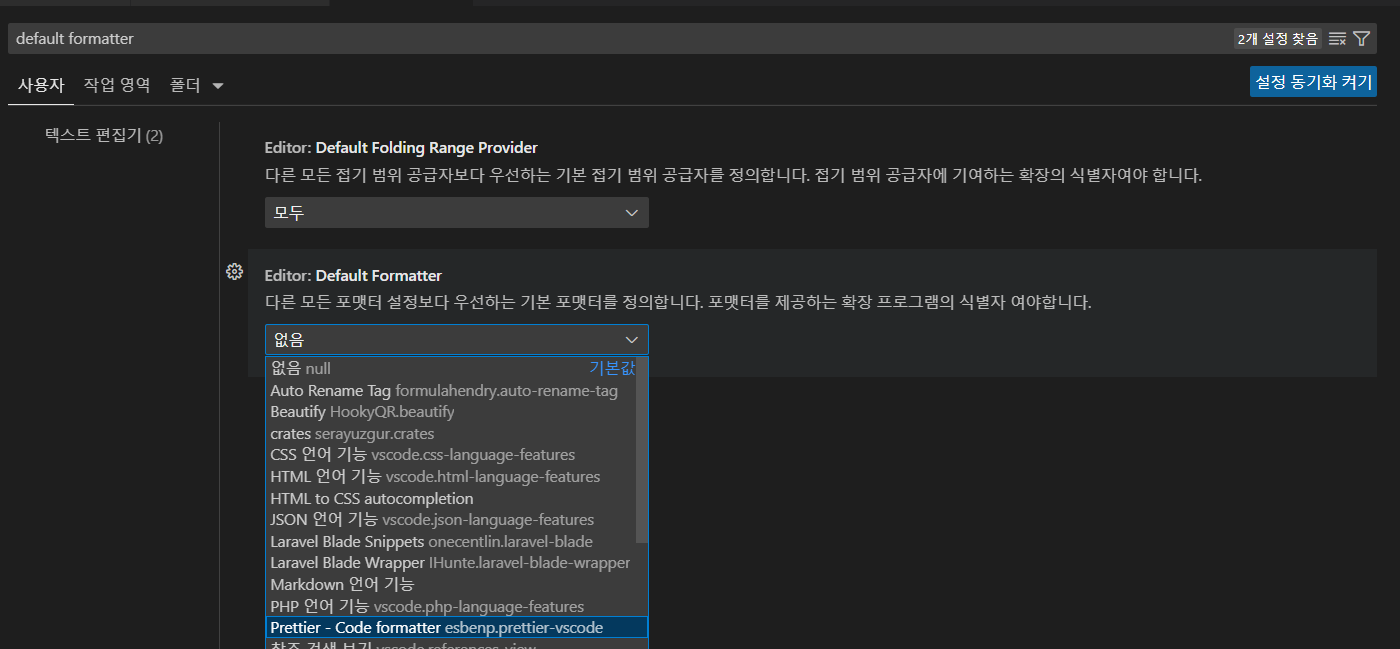 default formatter
2개 설정 찾음
사용자 작업 영역 폴더
설정 동기화 켜기
텍스트 편집기 (2)
Editor: Default Folding Range Provider
다른 모든 접기 범위 공급자보다 우선하는 기본 접기 범위 공급자를 정의합니다. 접기 범위 공급자에 기여하는 확장의 식별자여야 합니다.
모두
Editor: Default Formatter
다른 모든 포맷터 설정보다 우선하는 기본 포맷터를 정의합니다. 포맷터를 제공하는 확장 프로그램의 식별자 여야합니다.
없음
없음 null 기본값
Auto Rename Tag formulahendry.auto-rename-tag
Beautify HookyQR.beautify
crates serayuzgur.crates
CSS 언어 기능 vscode.css-language-features
HTML 언어 기능 vscode.html-language-features
HTML to CSS autocompletion
JSON 언어 기능 vscode.json-language-features
Laravel Blade Snippets onecentlin.laravel-blade
Laravel Blade Wrapper IHunte.laravel-blade-wrapper
Markdown 언어 기능
PHP 언어 기능 vscode.php-language-features
Prettier - Code formatter esbenp.prettier-vscode
참조 검색 보기 vscode.references-view